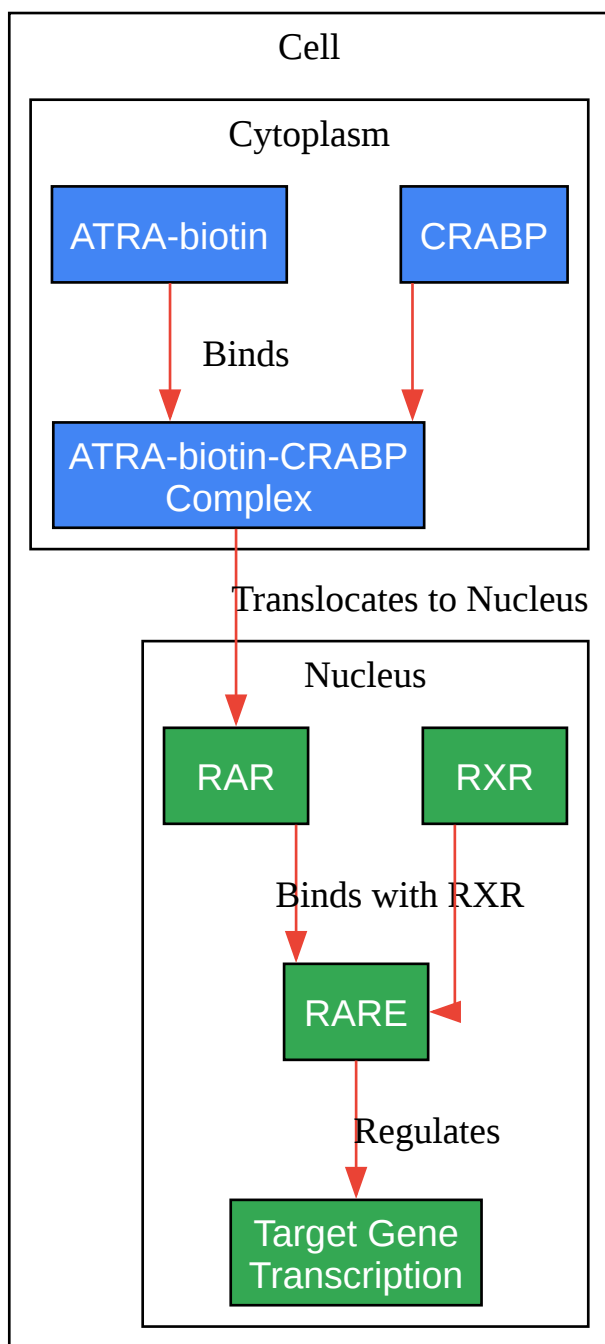 Cell
Cytoplasm
ATRA-biotin
CRABP
Binds
ATRA-biotin-CRABP
Complex
Translocates to Nucleus
Nucleus
RAR
RXR
Binds with RXR
RARE
Regulates
Target Gene
Transcription